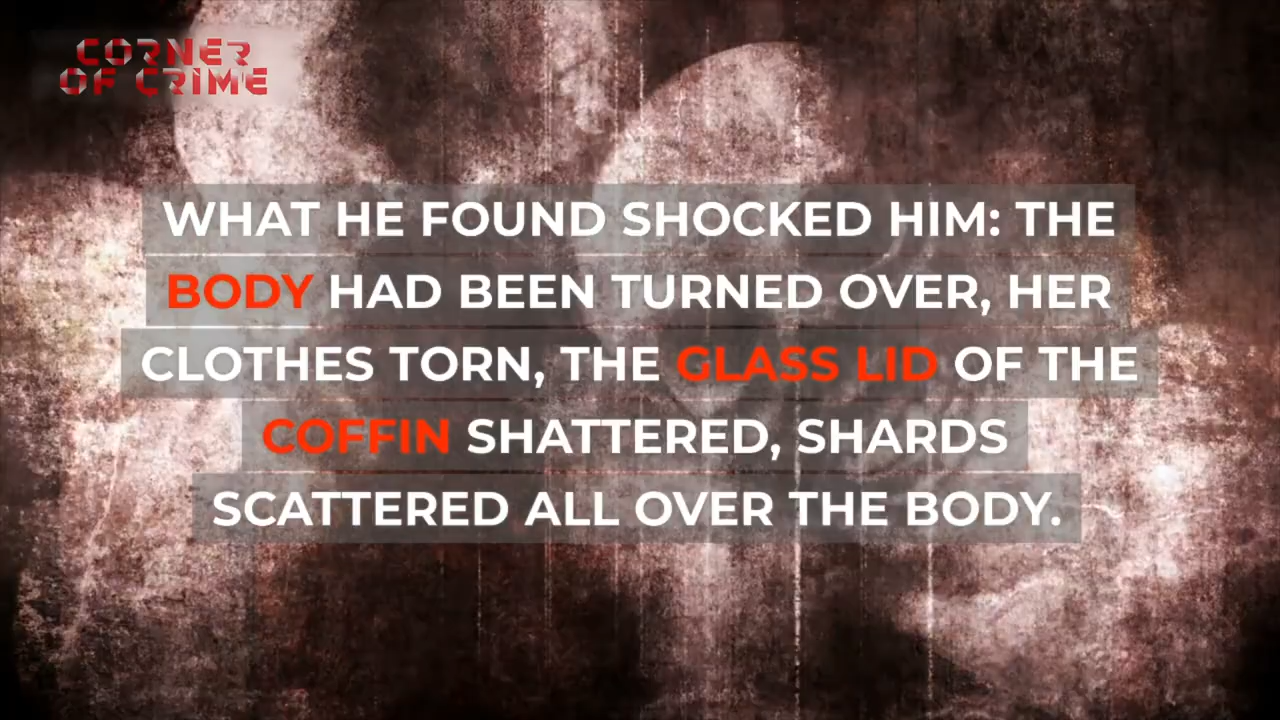 CORNER
OF CRIME
WHAT HE FOUND SHOCKED HIM: THE
BODY HAD BEEN TURNED OVER, HER
CLOTHES TORN, THE GLASS LID OF THE
COFFIN SHATTERED, SHARDS
SCATTERED ALL OVER THE BODY.